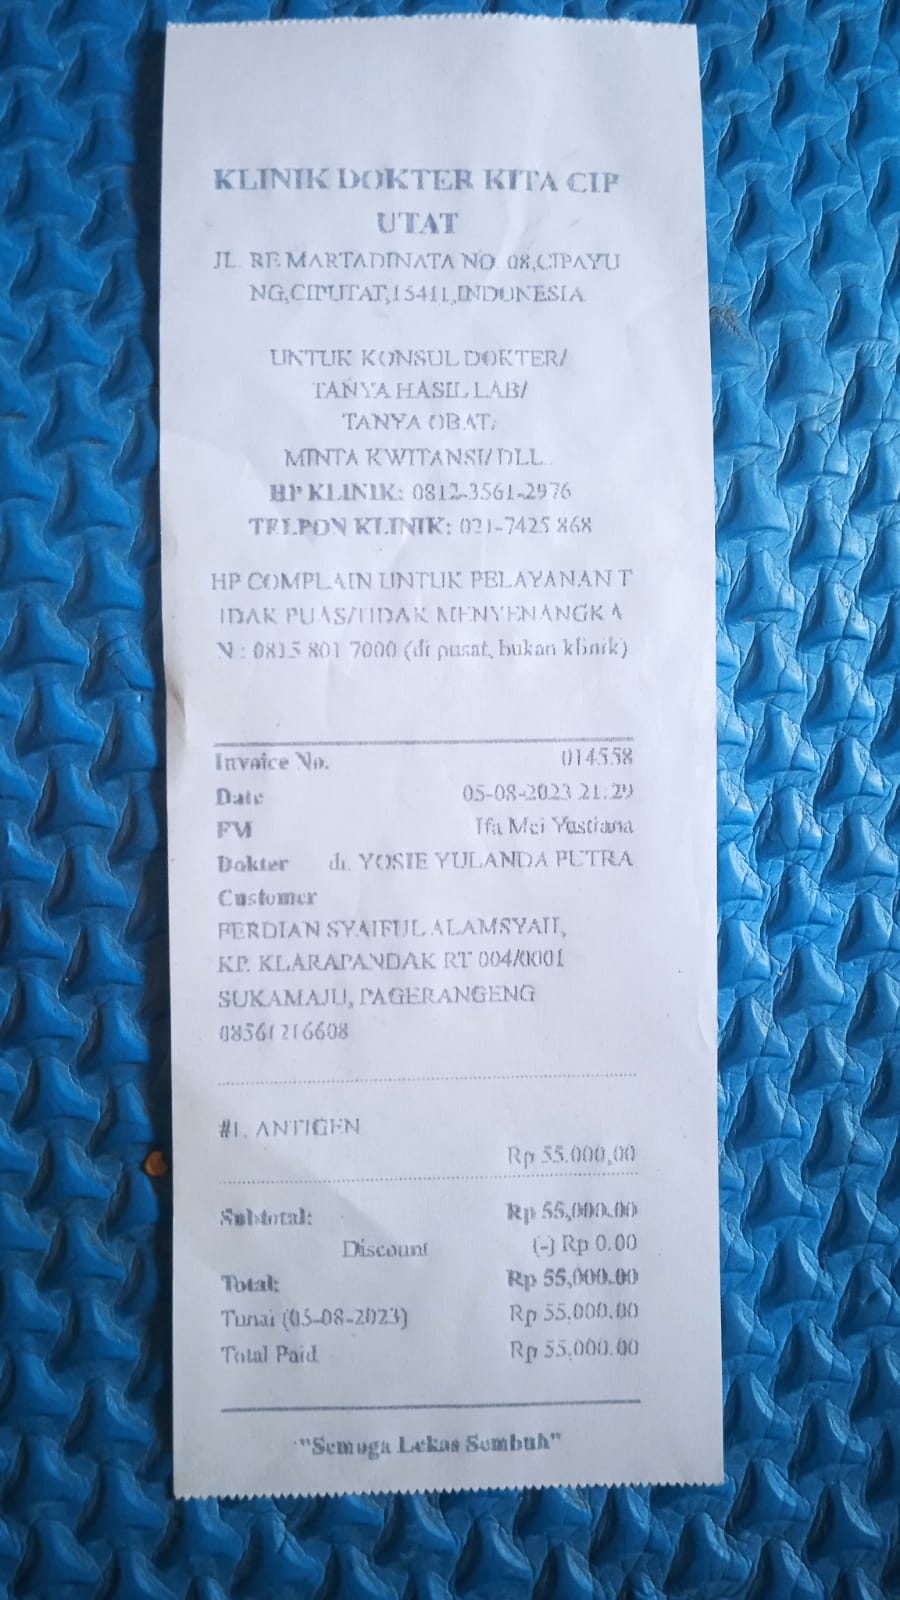 KLINIK DOKTER KITA CIP
UTAT
JL. RE MARTADINATA NO. 08,CIPAYU
NG,CIPUTAT,15411,INDONESIA
UNTUK KONSUL DOKTER/
TANYA HASIL LAB/
TANYA OBAT/
MINTA KWITANSI/DLL.
HP KLINIK: 0812-3561-2976
TELPON KLINIK: 021-7425 868
HP COMPLAIN UNTUK PELAYANAN T
IDAK PUAS/TIDAK MENYENANGKA
N : 0815 801 7000 (di pusat, bukan klinik)
Invoice No. 014558
Date 05-08-2023 21:29
FM Ifa Mei Yustiana
Dokter dr. YOSIE YULANDA PUTRA
Customer
FERDIAN SYAIFUL ALAMSYAH,
KP. KLARAPANDAK RT 004/0001
SUKAMAJU, PAGERANGENG
08561216608
#1. ANTIGEN
Rp 55.000,00
Subtotal: Rp 55,000.00
Discount (-) Rp 0.00
Total: Rp 55,000.00
Tunai (05-08-2023) Rp 55,000.00
Total Paid Rp 55,000.00
"Semoga Lekas Sembuh"